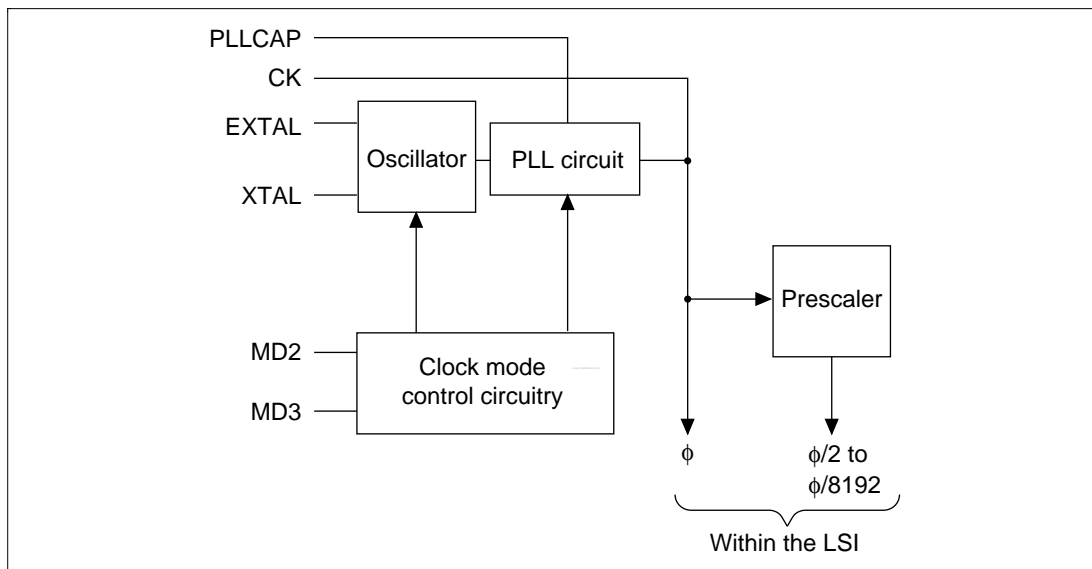 PLLCAP
CK
EXTAL
XTAL
Oscillator
PLL circuit
Prescaler
MD2
MD3
Clock mode
control circuitry
ϕ
ϕ/2 to
ϕ/8192
Within the LSI